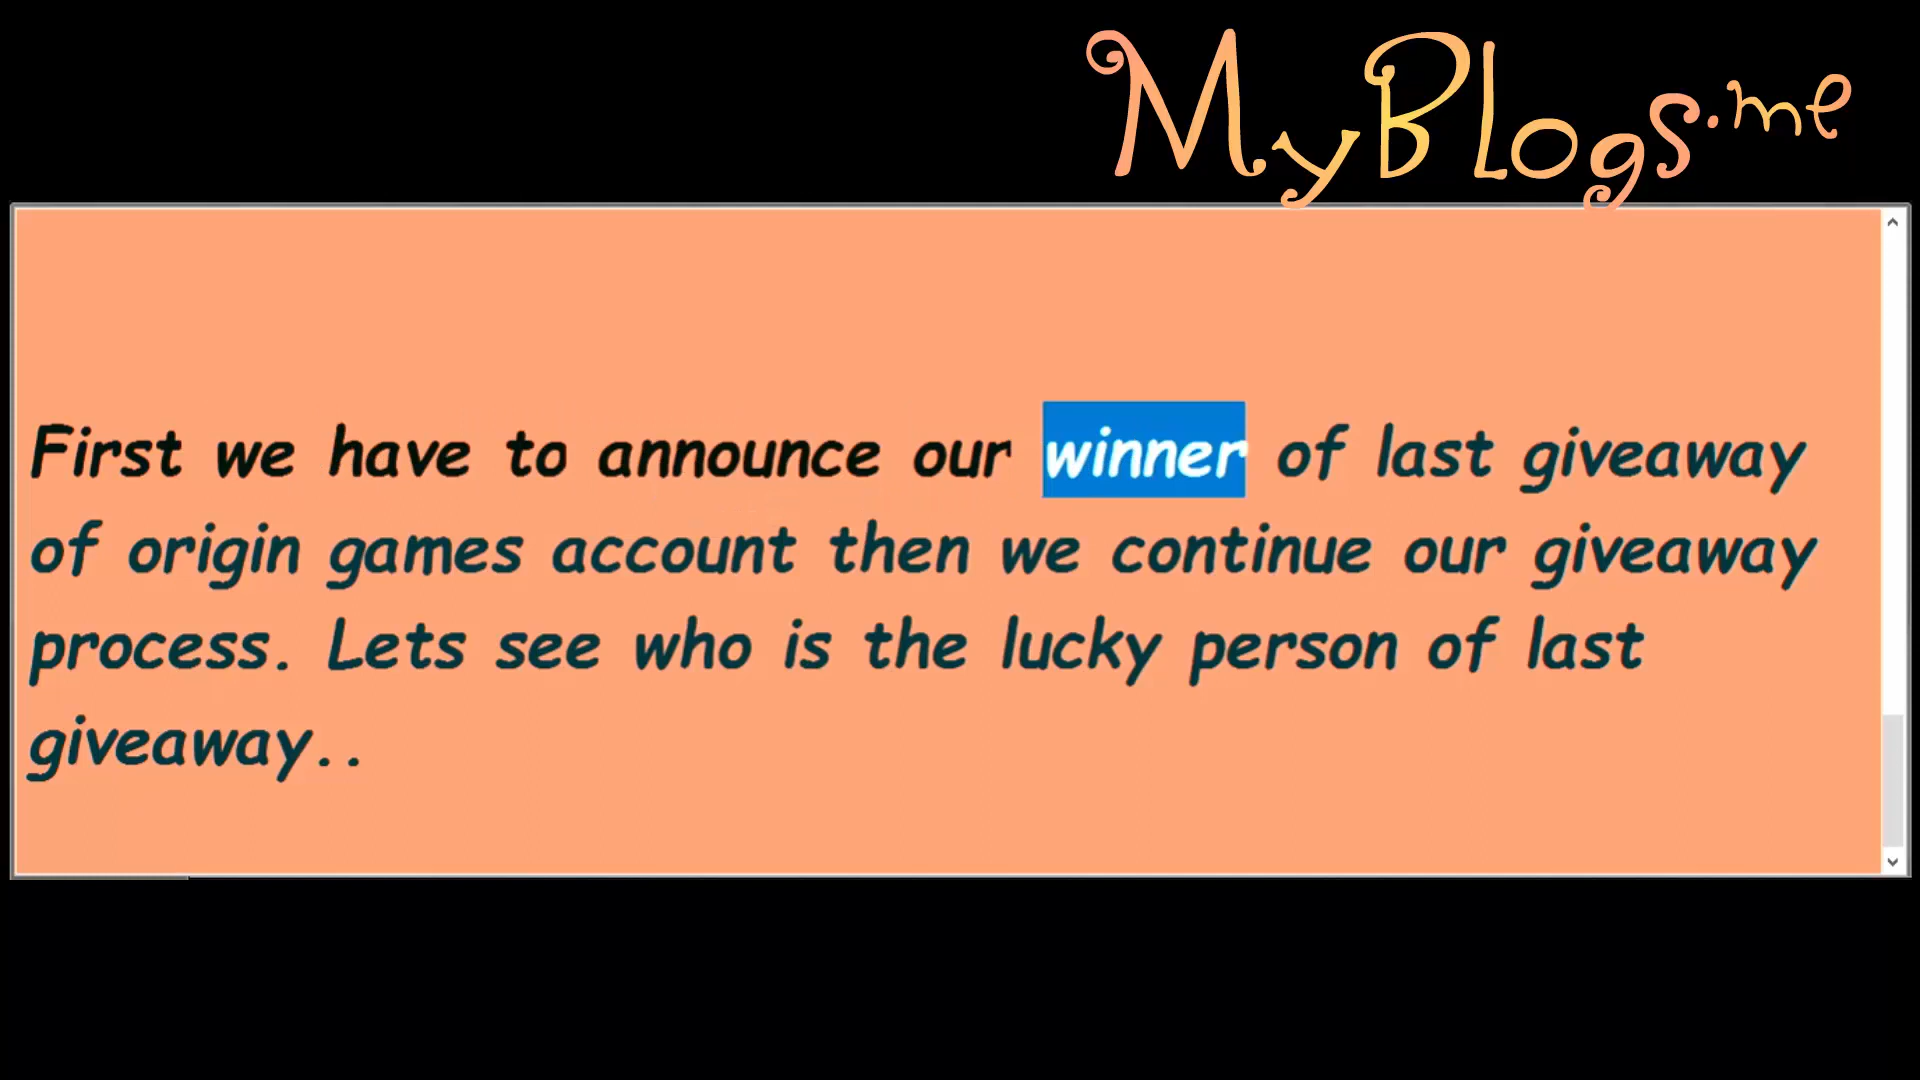 MyBlogs.me
First we have to announce our winner of last giveaway
of origin games account then we continue our giveaway
process. Lets see who is the lucky person of last
giveaway..